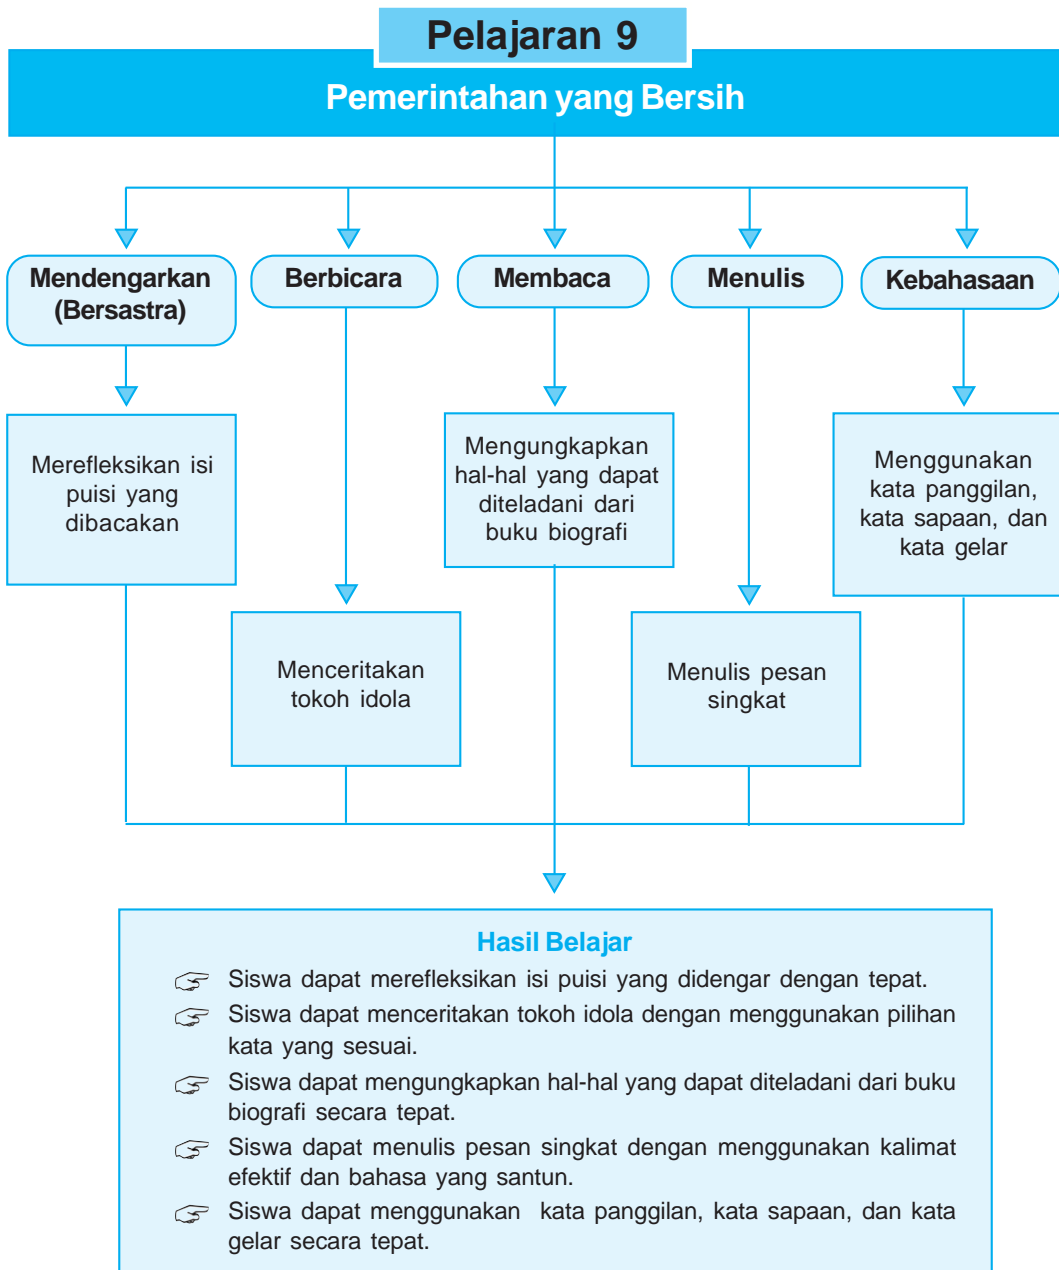 Pelajaran 9
Pemerintahan yang Bersih
Mendengarkan
(Bersastra)
Berbicara
Membaca
Menulis
Kebahasaan
Merefleksikan isi
puisi yang
dibacakan
Mengungkapkan
hal-hal yang dapat
diteladani dari
buku biografi
Menggunakan
kata panggilan,
kata sapaan, dan
kata gelar
Menceritakan
tokoh idola
Menulis pesan
singkat
Hasil Belajar
Siswa dapat merefleksikan isi puisi yang didengar dengan tepat.
Siswa dapat menceritakan tokoh idola dengan menggunakan pilihan
kata yang sesuai.
Siswa dapat mengungkapkan hal-hal yang dapat diteladani dari buku
biografi secara tepat.
Siswa dapat menulis pesan singkat dengan menggunakan kalimat
efektif dan bahasa yang santun.
Siswa dapat menggunakan kata panggilan, kata sapaan, dan kata
gelar secara tepat.